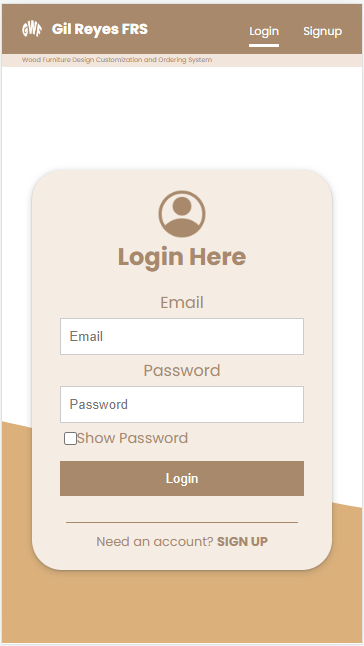 GWR Gil Reyes FRS
Login Signup
Wood Furniture Design Customization and Ordering System
Login Here
Email
Email
Password
Password
Show Password
Login
Need an account? SIGN UP